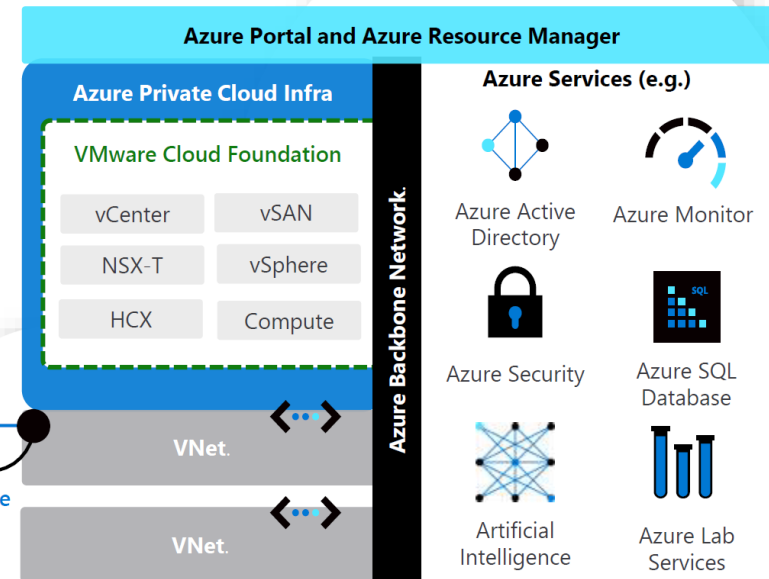 Azure Portal and Azure Resource Manager
Azure Private Cloud Infra
VMware Cloud Foundation
vCenter
vSAN
NSX-T
vSphere
HCX
Compute
VNet.
VNet.
e
Azure Backbone Network.
Azure Services (e.g.)
Azure Active
Directory
Azure Monitor
Azure Security
SQL
Azure SQL
Database
Artificial
Intelligence
Azure Lab
Services